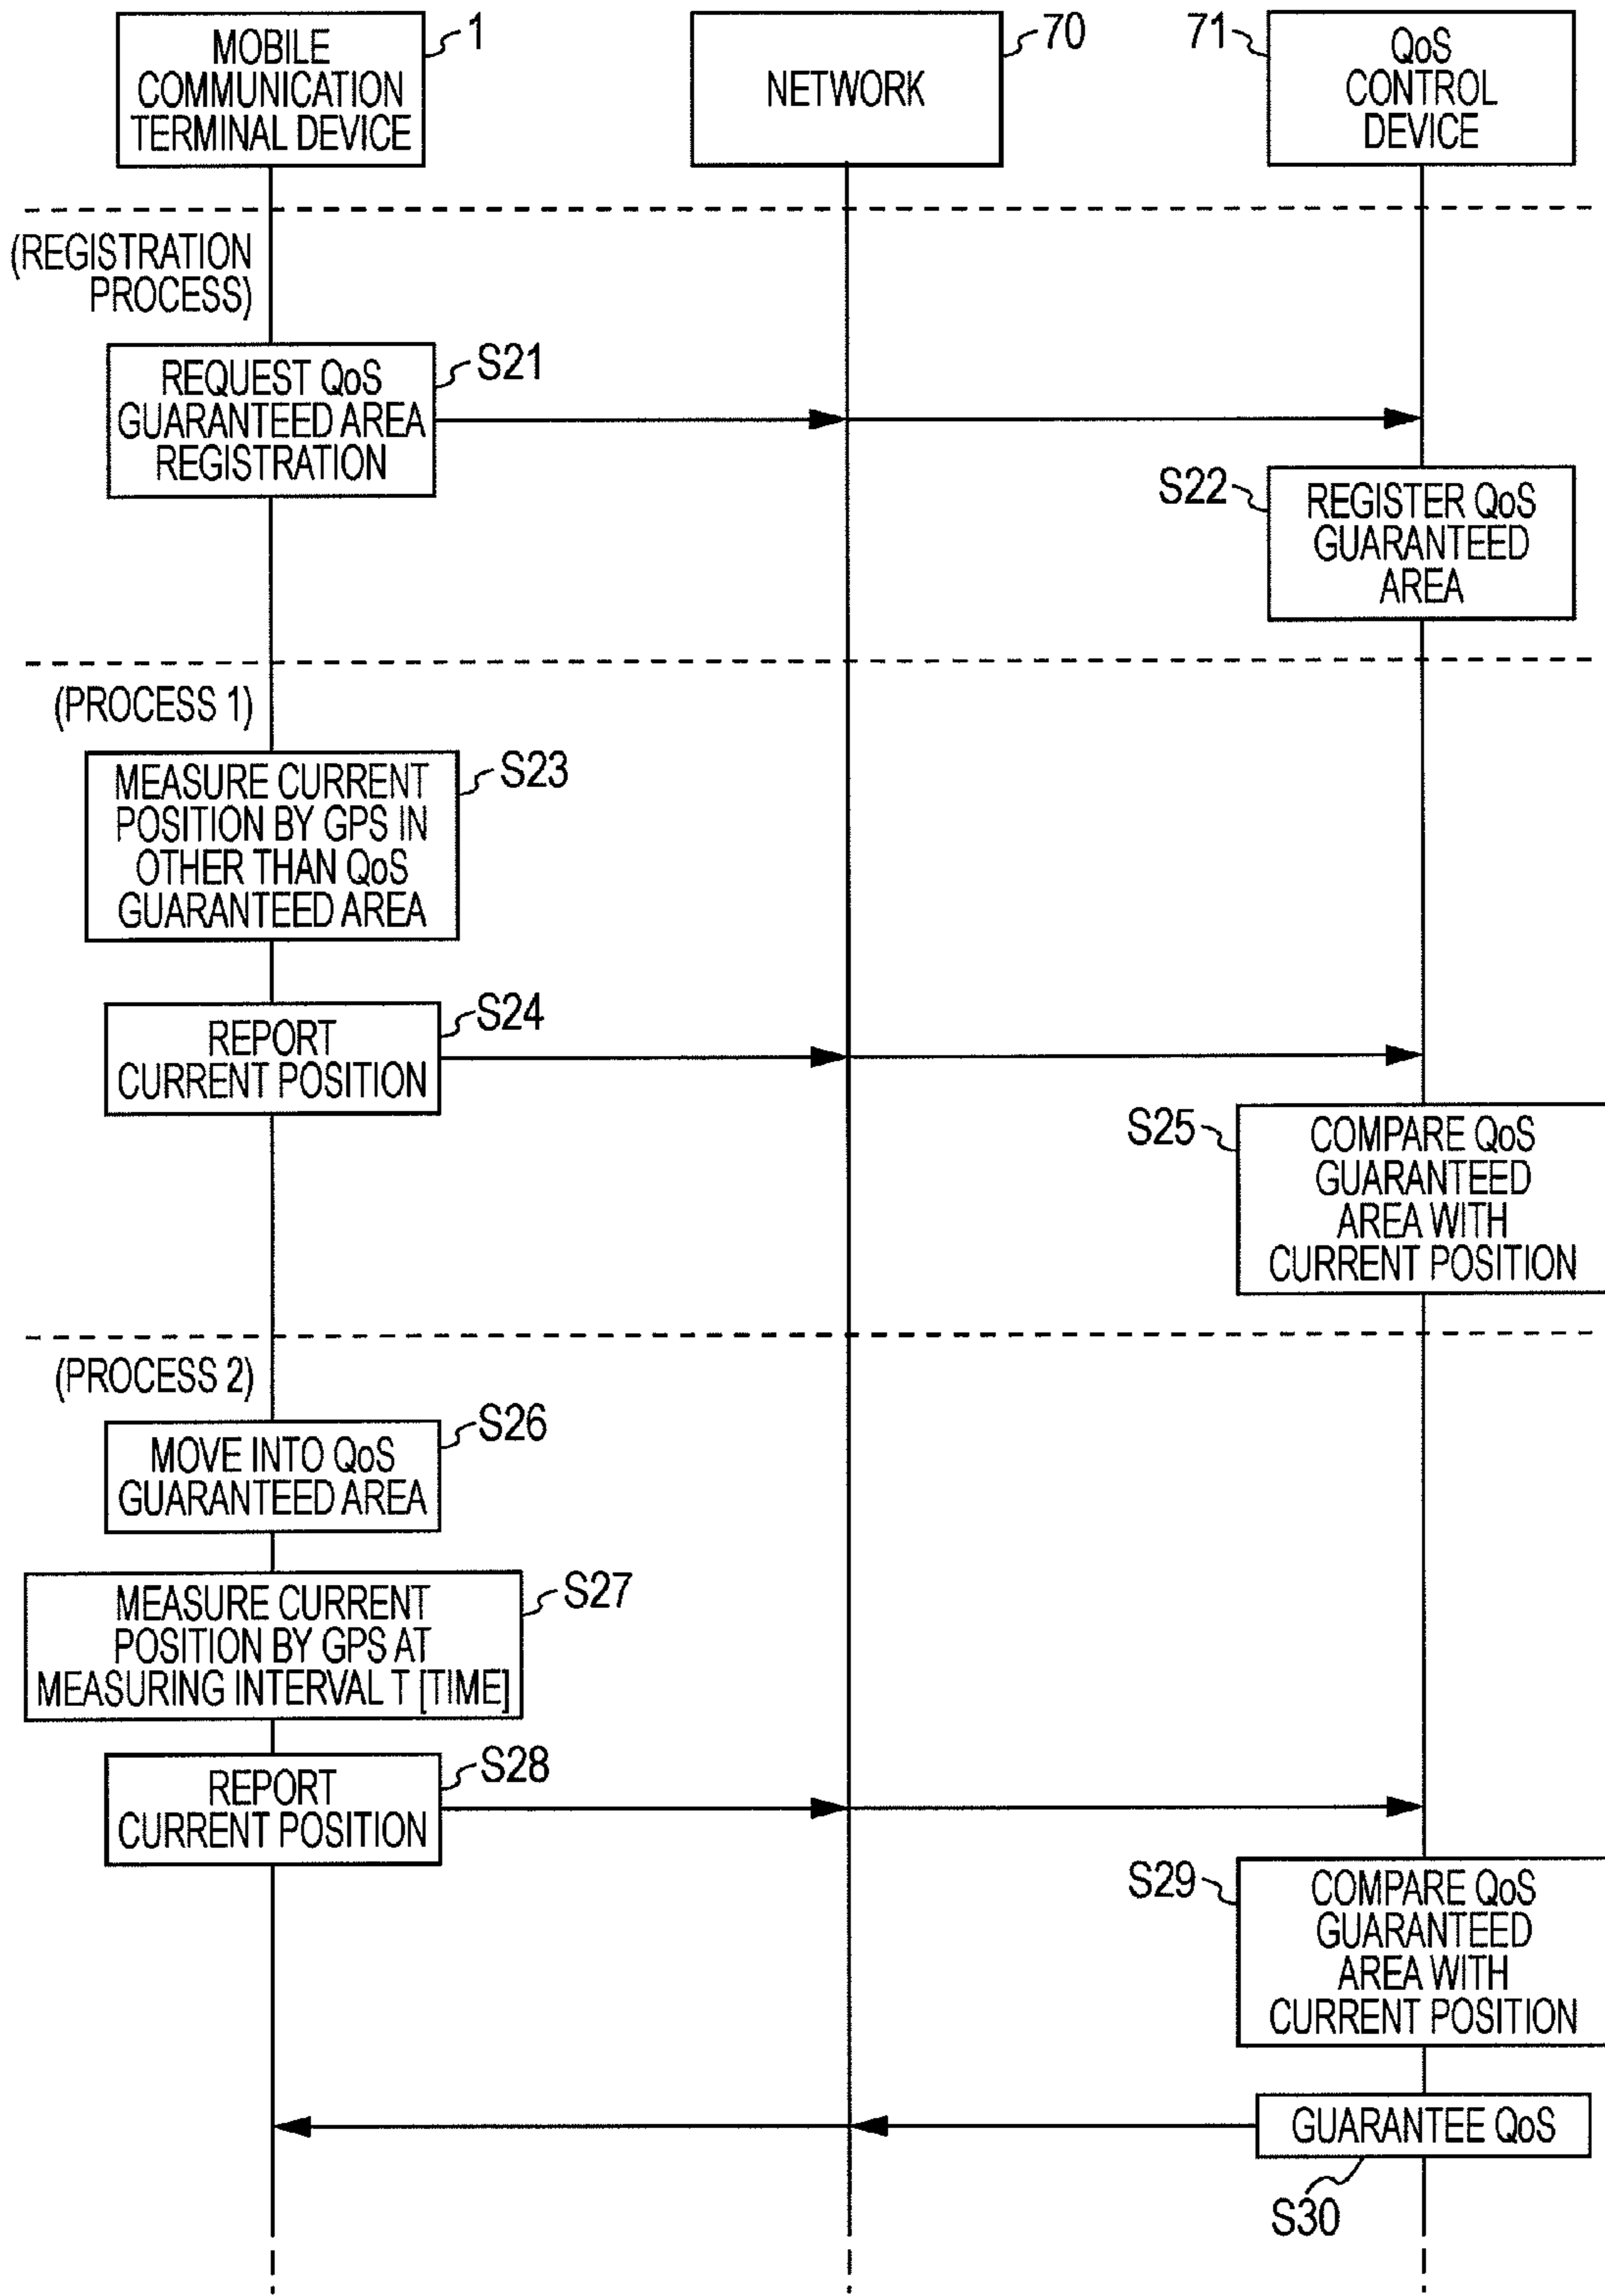 MOBILE
COMMUNICATION
TERMINAL DEVICE
1
NETWORK
70
71
QoS
CONTROL
DEVICE
(REGISTRATION
PROCESS)
REQUEST QoS
GUARANTEED AREA
REGISTRATION
S21
S22
REGISTER QoS
GUARANTEED
AREA
(PROCESS 1)
MEASURE CURRENT
POSITION BY GPS IN
OTHER THAN QoS
GUARANTEED AREA
S23
REPORT
CURRENT POSITION
S24
S25
COMPARE QoS
GUARANTEED
AREA WITH
CURRENT POSITION
(PROCESS 2)
MOVE INTO QoS
GUARANTEED AREA
S26
MEASURE CURRENT
POSITION BY GPS AT
MEASURING INTERVAL T [TIME]
S27
REPORT
CURRENT POSITION
S28
S29
COMPARE QoS
GUARANTEED
AREA WITH
CURRENT POSITION
GUARANTEE QoS
S30